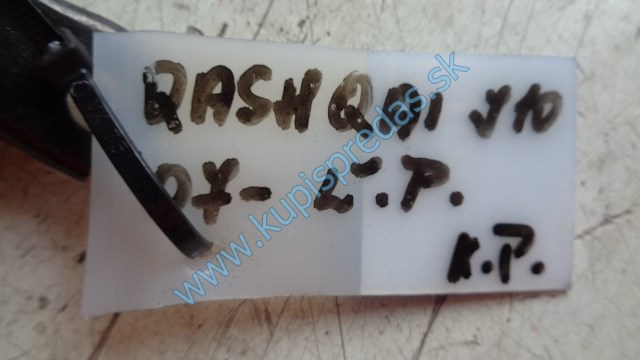 QASHQAI J10
07- L.P.
K.P.
www.kupispredas.sk